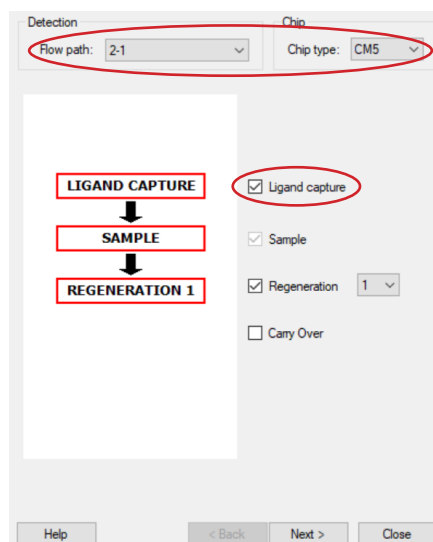 Detection Chip
Flow path: 2-1 Chip type: CM5
LIGAND CAPTURE Ligand capture
SAMPLE Sample
REGENERATION 1 Regeneration 1
Carry Over
Help < Back Next > Close